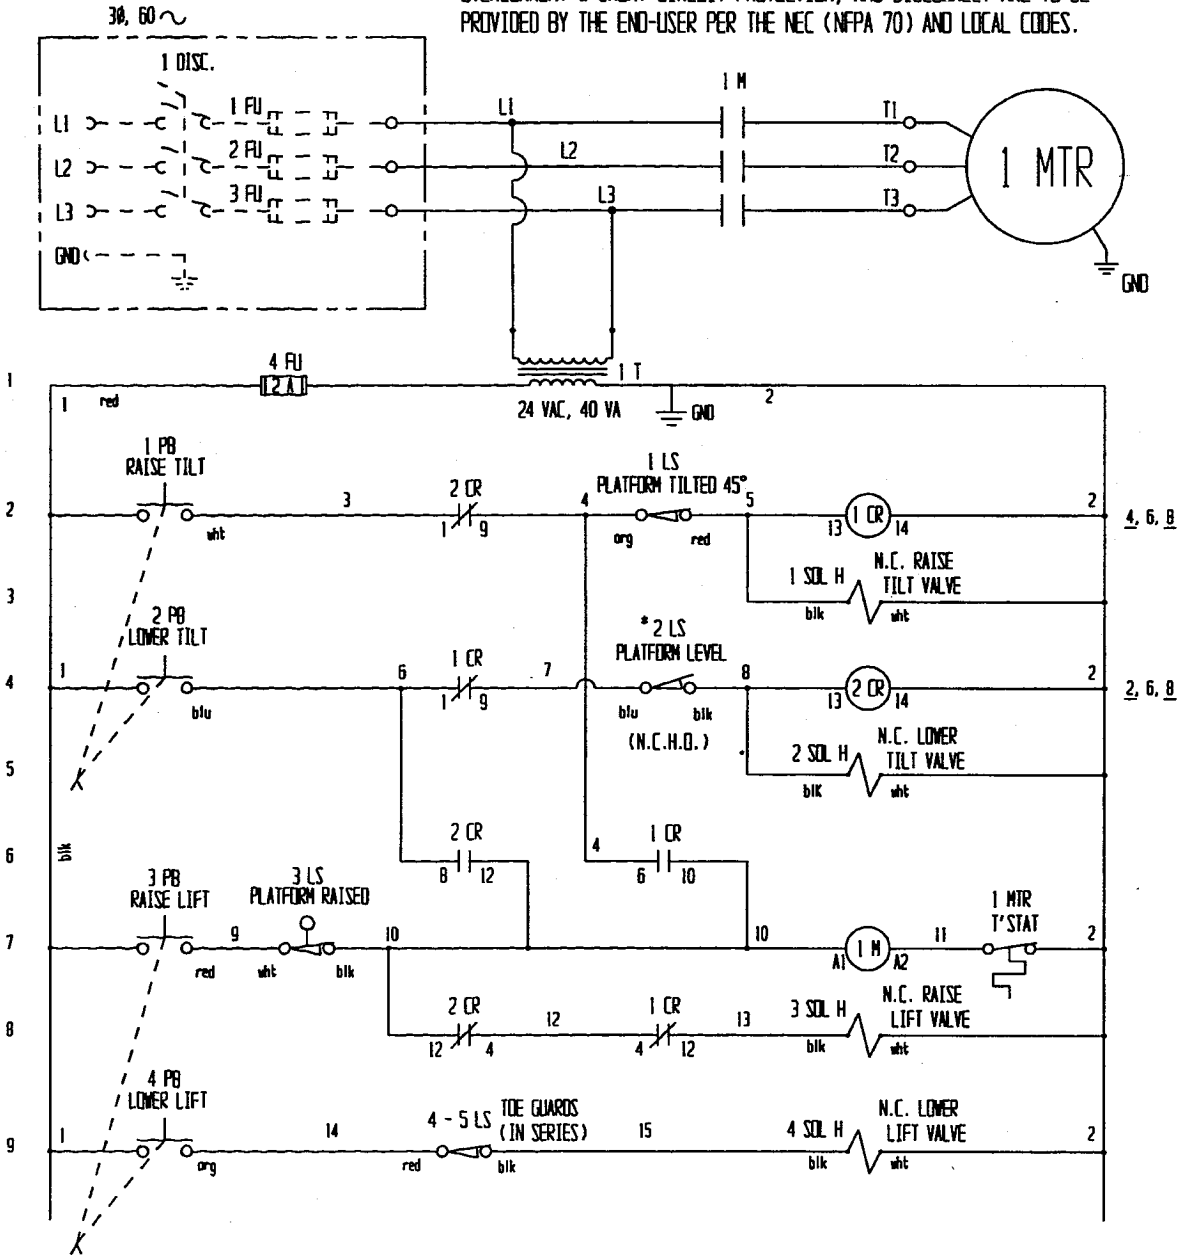 3Ø, 60~
PROVIDED BY THE END-USER PER THE NEC (NFPA 70) AND LOCAL CODES.
1 DISC.
1 M
L1
1 FU
L1
T1
L2
2 FU
L2
T2
1 MTR
L3
3 FU
L3
T3
GND
GND
4 FU
1 T
1
2 A
1
red
24 VAC, 40 VA
GND
2
1 PB
RAISE TILT
1 LS
PLATFORM TILTED 45°
2
3
2 CR
4
5
1 CR
2
4, 6, 8
wht
1
9
org
red
13
14
3
1 SOL H
N.C. RAISE
TILT VALVE
blk
wht
2 PB
LOWER TILT
*2 LS
PLATFORM LEVEL
4
1
6
1 CR
7
8
2 CR
2
2, 6, 8
blu
1
9
blu
blk
13
14
(N.C.H.O.)
5
2 SOL H
N.C. LOWER
TILT VALVE
blk
wht
6
blk
2 CR
4
1 CR
8
12
6
10
3 PB
RAISE LIFT
3 LS
PLATFORM RAISED
1 MTR
T'STAT
7
9
10
10
1 M
11
2
red
wht
blk
A1
A2
8
2 CR
12
1 CR
13
3 SOL H
N.C. RAISE
LIFT VALVE
12
4
4
12
blk
wht
4 PB
LOWER LIFT
9
1
14
4 - 5 LS
TOE GUARDS
(IN SERIES)
15
4 SOL H
N.C. LOWER
LIFT VALVE
2
org
red
blk
blk
wht